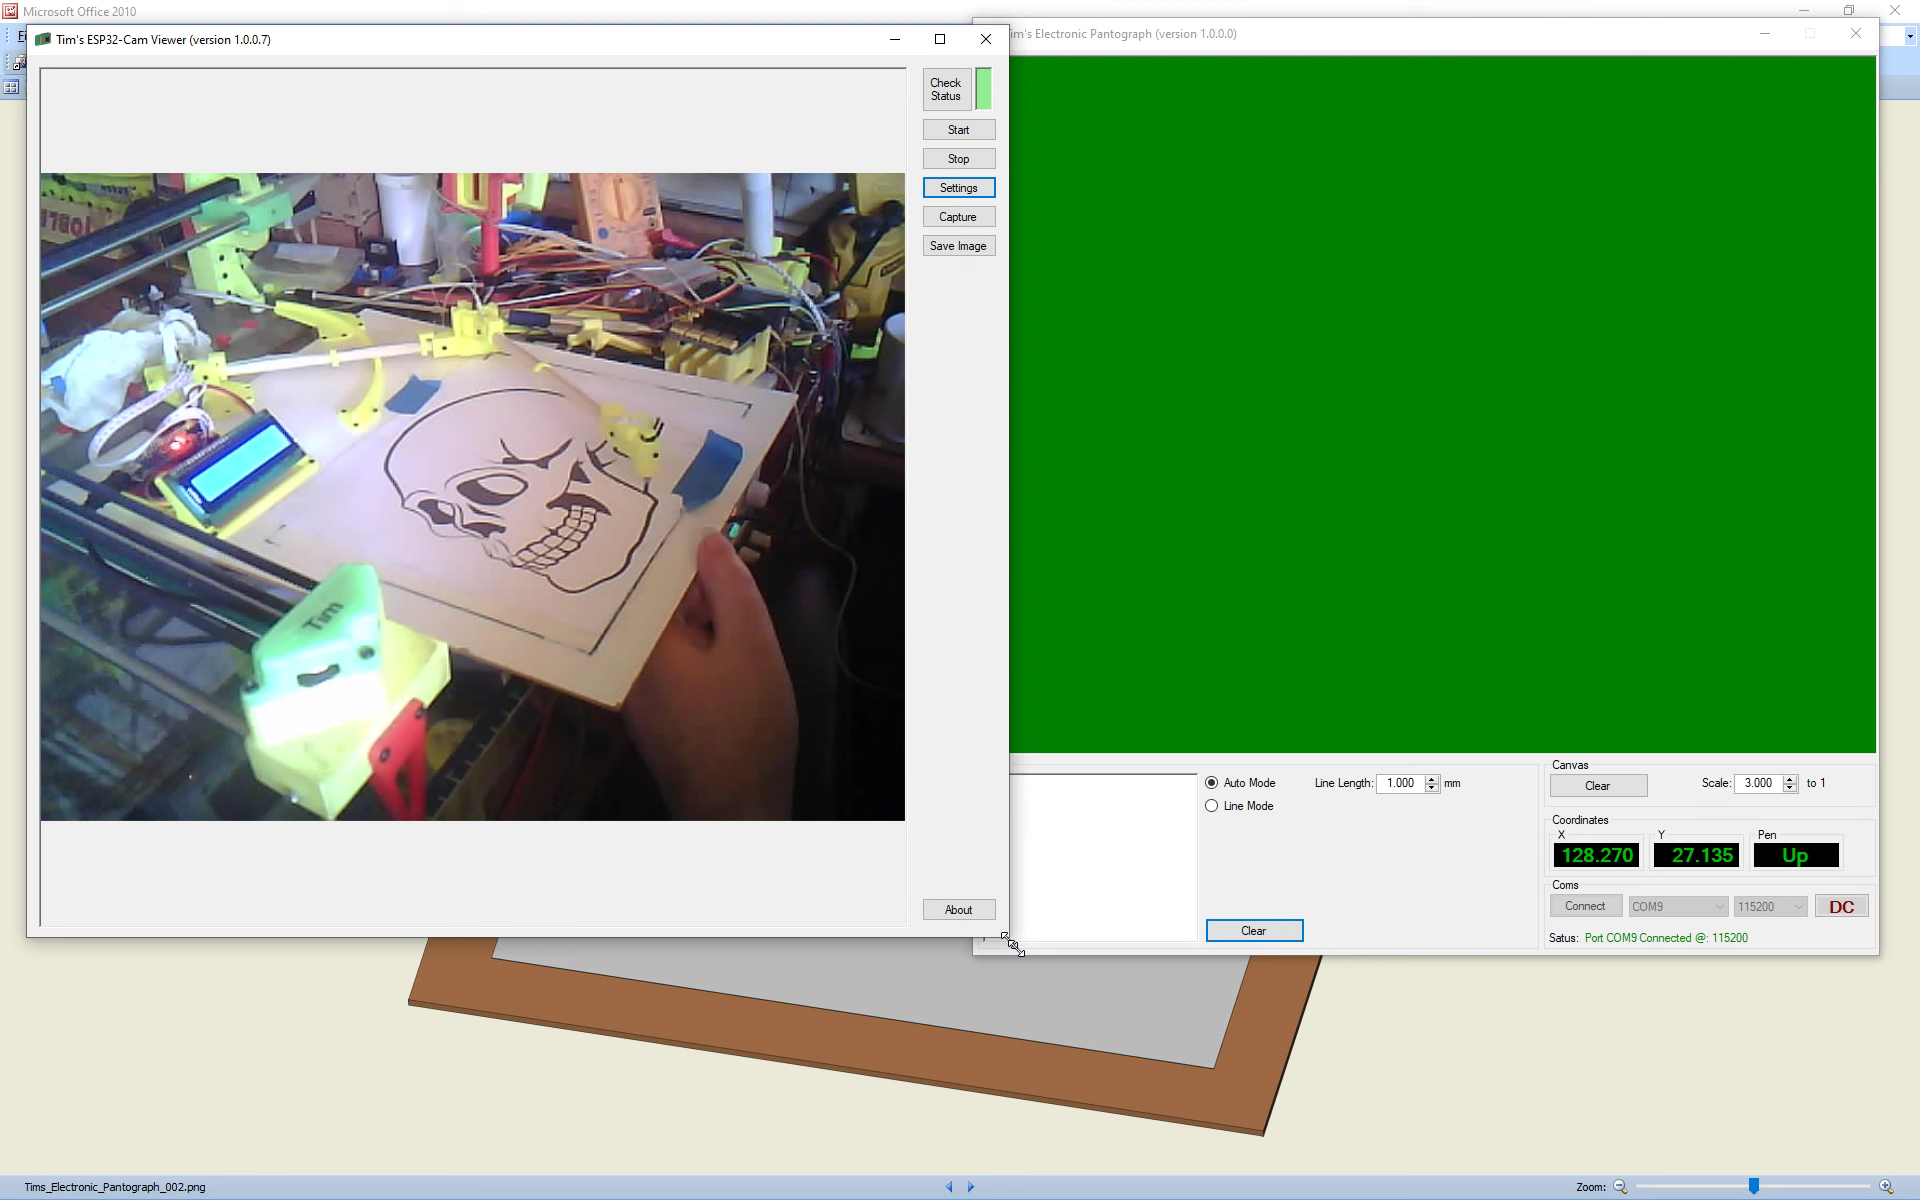 Microsoft Office 2010
Tim's ESP32-Cam Viewer (version 1.0.0.7)
im's Electronic Pantograph (version 1.0.0.0)
Check
Status
Start
Stop
Settings
Capture
Save Image
Tim
About
Auto Mode
Line Length: 1.000 mm
Line Mode
Clear
Canvas
Clear
Scale: 3.000 to 1
Coordinates
X Y Pen
128.270 27.135 Up
Coms
Connect COM9 115200 DC
Satus: Port COM9 Connected @: 115200
Tims_Electronic_Pantograph_002.png
Zoom: